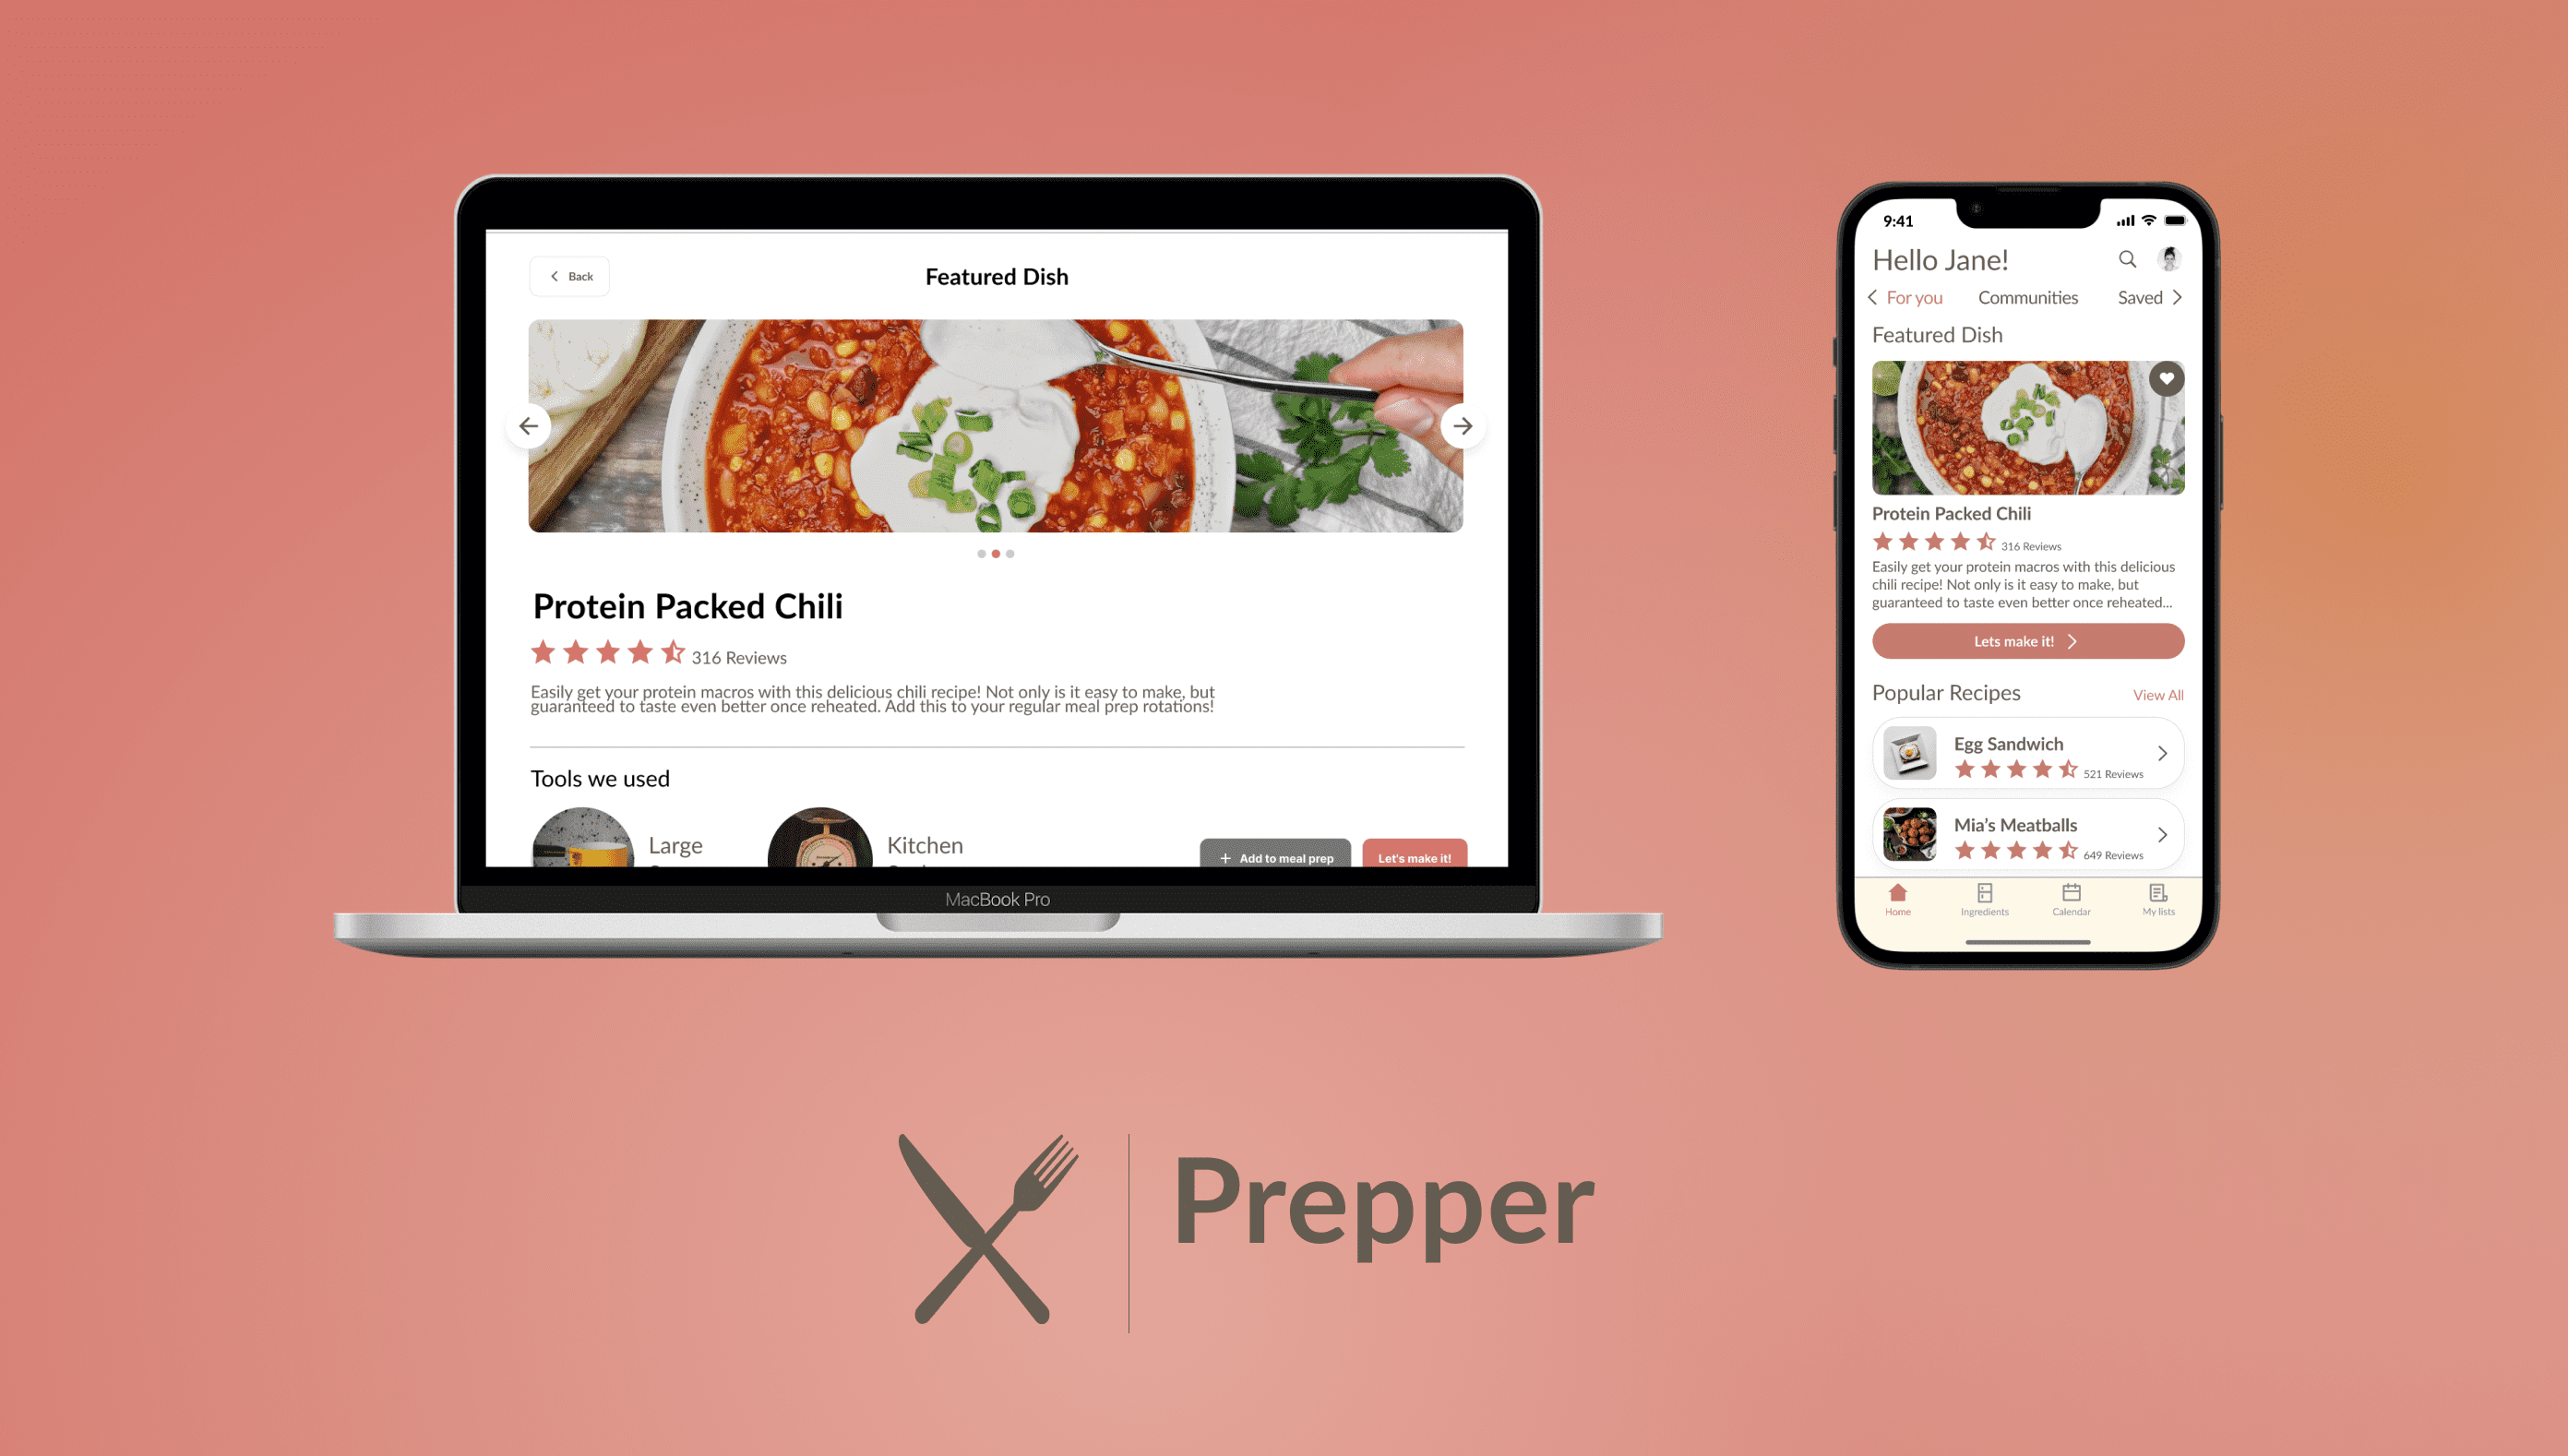 Back
Featured Dish
Protein Packed Chili
316 Reviews
Easily get your protein macros with this delicious chili recipe! Not only is it easy to make, but
guaranteed to taste even better once reheated. Add this to your regular meal prep rotations!
Tools we used
Large
Kitchen
+ Add to meal prep
Let's make it!
MacBook Pro
9:41
Hello Jane!
For you Communities Saved
Featured Dish
Protein Packed Chili
316 Reviews
Easily get your protein macros with this delicious
chili recipe! Not only is it easy to make, but
guaranteed to taste even better once reheated...
Lets make it!
Popular Recipes View All
Egg Sandwich
521 Reviews
Mia's Meatballs
649 Reviews
Home Ingredients Calendar My lists
Prepper